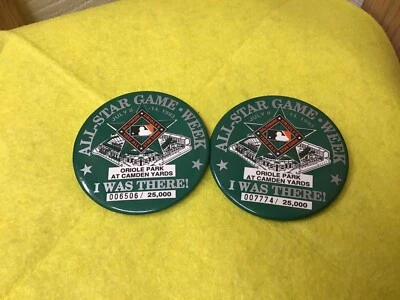 ALL-STAR GAME • WEEK
ORIOLE PARK
AT CAMDEN YARDS
I WAS THERE!
006506/ 25,000
ALL-STAR GAME • WEEK
ORIOLE PARK
AT CAMDEN YARDS
I WAS THERE!
007774/ 25,000